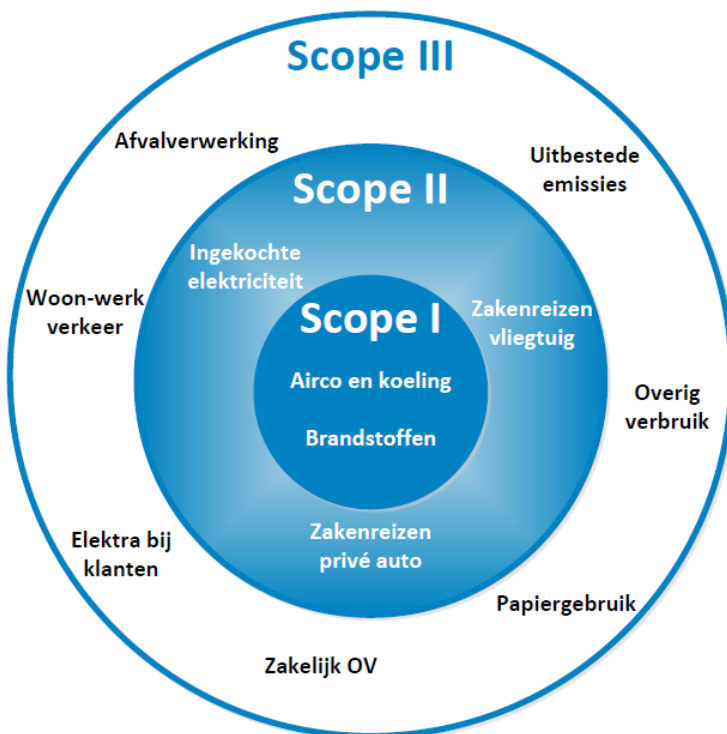 Scope III
Afvalverwerking
Uitbestede
emissies
Scope II
Ingekochte
elektriciteit
Woon-werk
verkeer
Scope I
Zakenreizen
vliegtuig
Airco en koeling
Brandstoffen
Overig
verbruik
Elektra bij
klanten
Zakenreizen
privé auto
Papiergebruik
Zakelijk OV